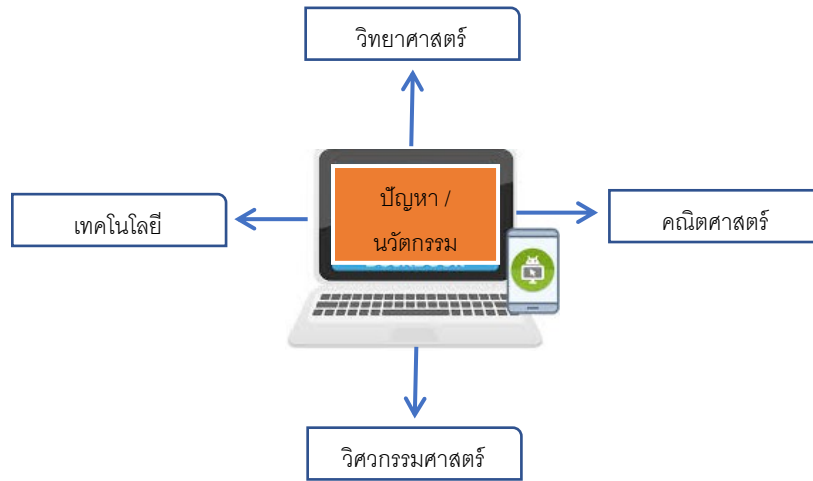 วิทยาศาสตร์
ปัญหา /
นวัตกรรม
เทคโนโลยี
คณิตศาสตร์
วิศวกรรมศาสตร์